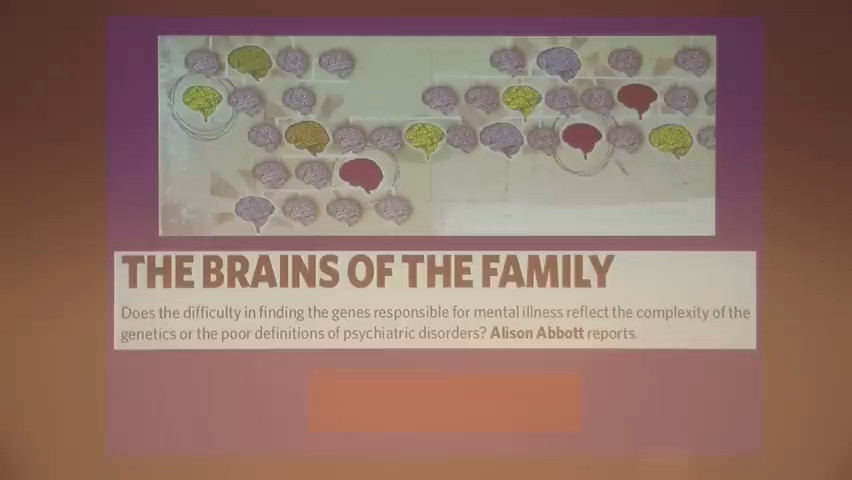 THE BRAINS OF THE FAMILY
Does the difficulty in finding the genes responsible for mental illness reflect the complexity of the
genetics or the poor definitions of psychiatric disorders? Alison Abbott reports.